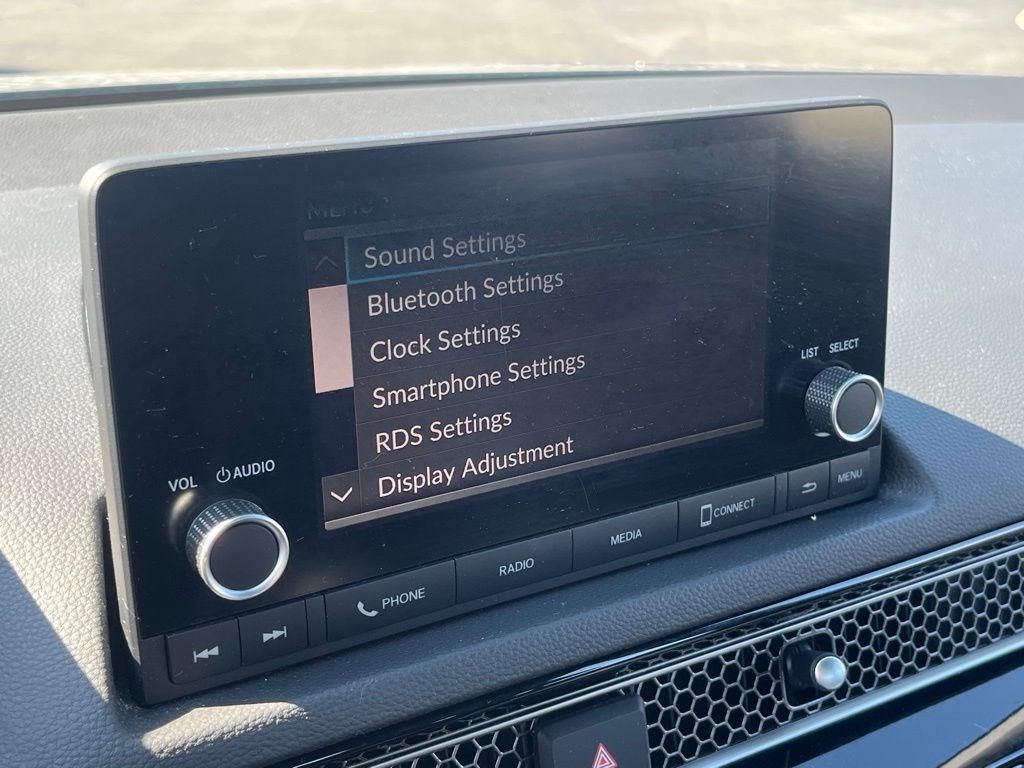 MENU
Sound Settings
Bluetooth Settings
Clock Settings
Smartphone Settings
RDS Settings
Display Adjustment
LIST SELECT
VOL AUDIO
PHONE
RADIO
MEDIA
CONNECT
MENU